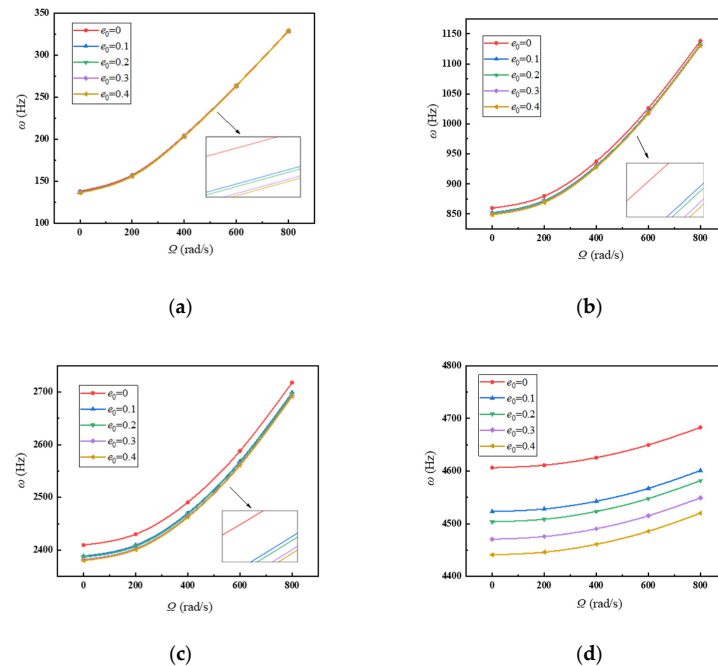 350
300
250
200
150
100
ω (Hz)
e₀=0
e₀=0.1
e₀=0.2
e₀=0.3
e₀=0.4
0 200 400 600 800
Ω (rad/s)
(a)
1150
1100
1050
1000
950
900
850
ω (Hz)
e₀=0
e₀=0.1
e₀=0.2
e₀=0.3
e₀=0.4
0 200 400 600 800
Ω (rad/s)
(b)
2700
2600
2500
2400
ω (Hz)
e₀=0
e₀=0.1
e₀=0.2
e₀=0.3
e₀=0.4
0 200 400 600 800
Ω (rad/s)
(c)
4800
4700
4600
4500
4400
ω (Hz)
e₀=0
e₀=0.1
e₀=0.2
e₀=0.3
e₀=0.4
0 200 400 600 800
Ω (rad/s)
(d)